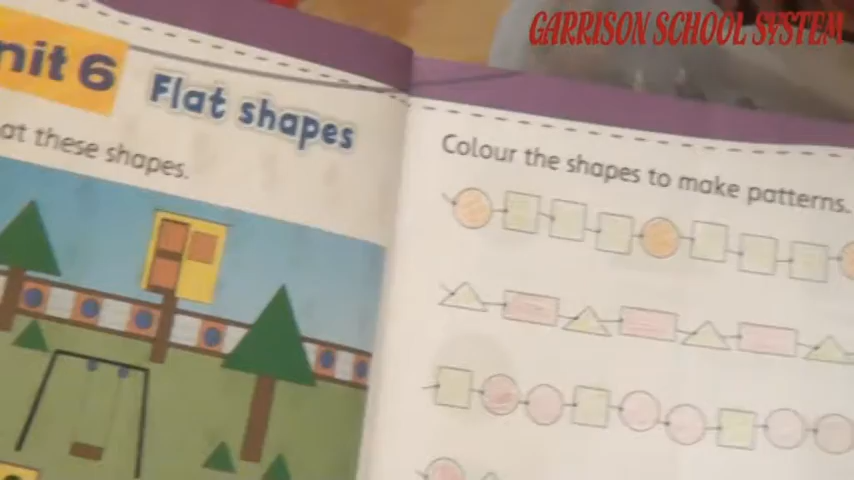 GARRISON SCHOOL SYSTEM
nit 6
Flat shapes
at these shapes.
Colour the shapes to make patterns.